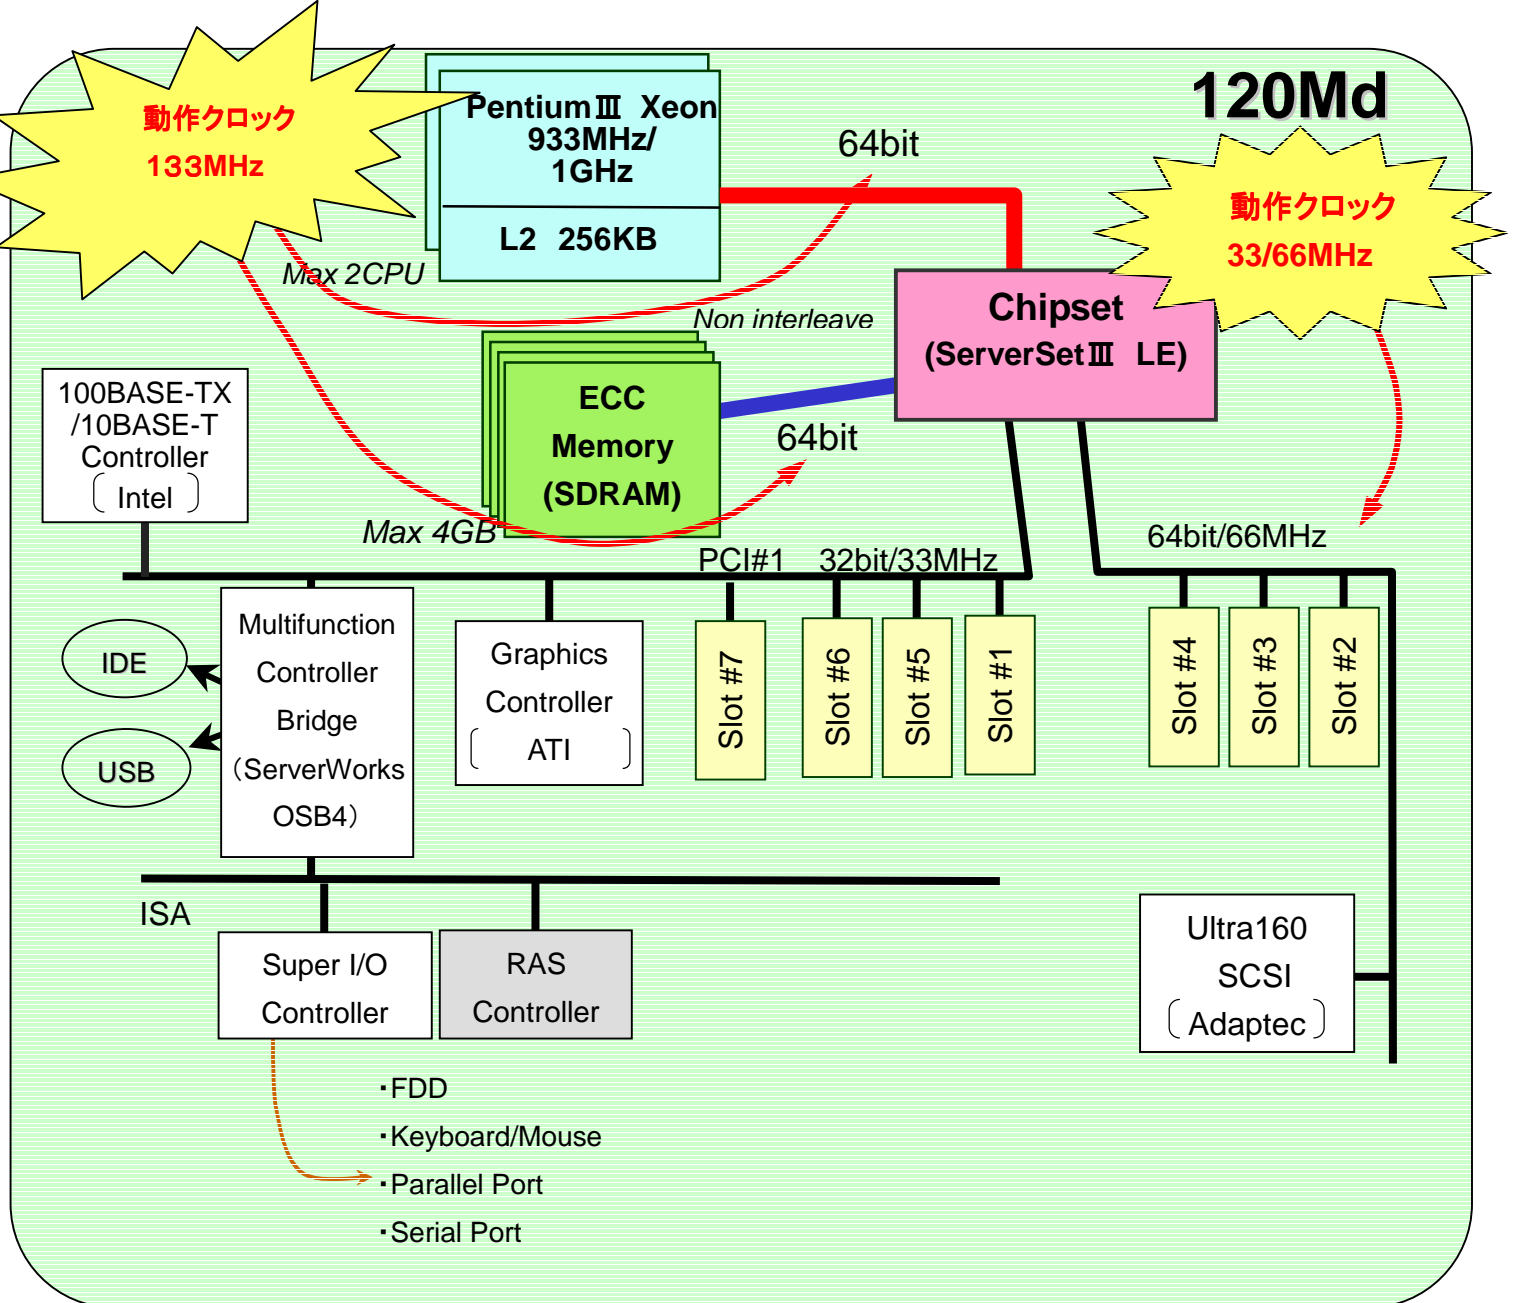 120Md
動作クロック
133MHz
PentiumⅢ Xeon
933MHz/
1GHz
L2 256KB
Max 2CPU
64bit
動作クロック
33/66MHz
Chipset
(ServerSetⅢ LE)
Non interleave
ECC
Memory
(SDRAM)
64bit
Max 4GB
100BASE-TX
/10BASE-T
Controller
Intel
PCI#1 32bit/33MHz
64bit/66MHz
IDE
USB
Multifunction
Controller
Bridge
（ServerWorks
OSB4）
Graphics
Controller
ATI
Slot #7
Slot #6
Slot #5
Slot #1
Slot #4
Slot #3
Slot #2
ISA
Super I/O
Controller
RAS
Controller
Ultra160
SCSI
Adaptec
・FDD
・Keyboard/Mouse
・Parallel Port
・Serial Port